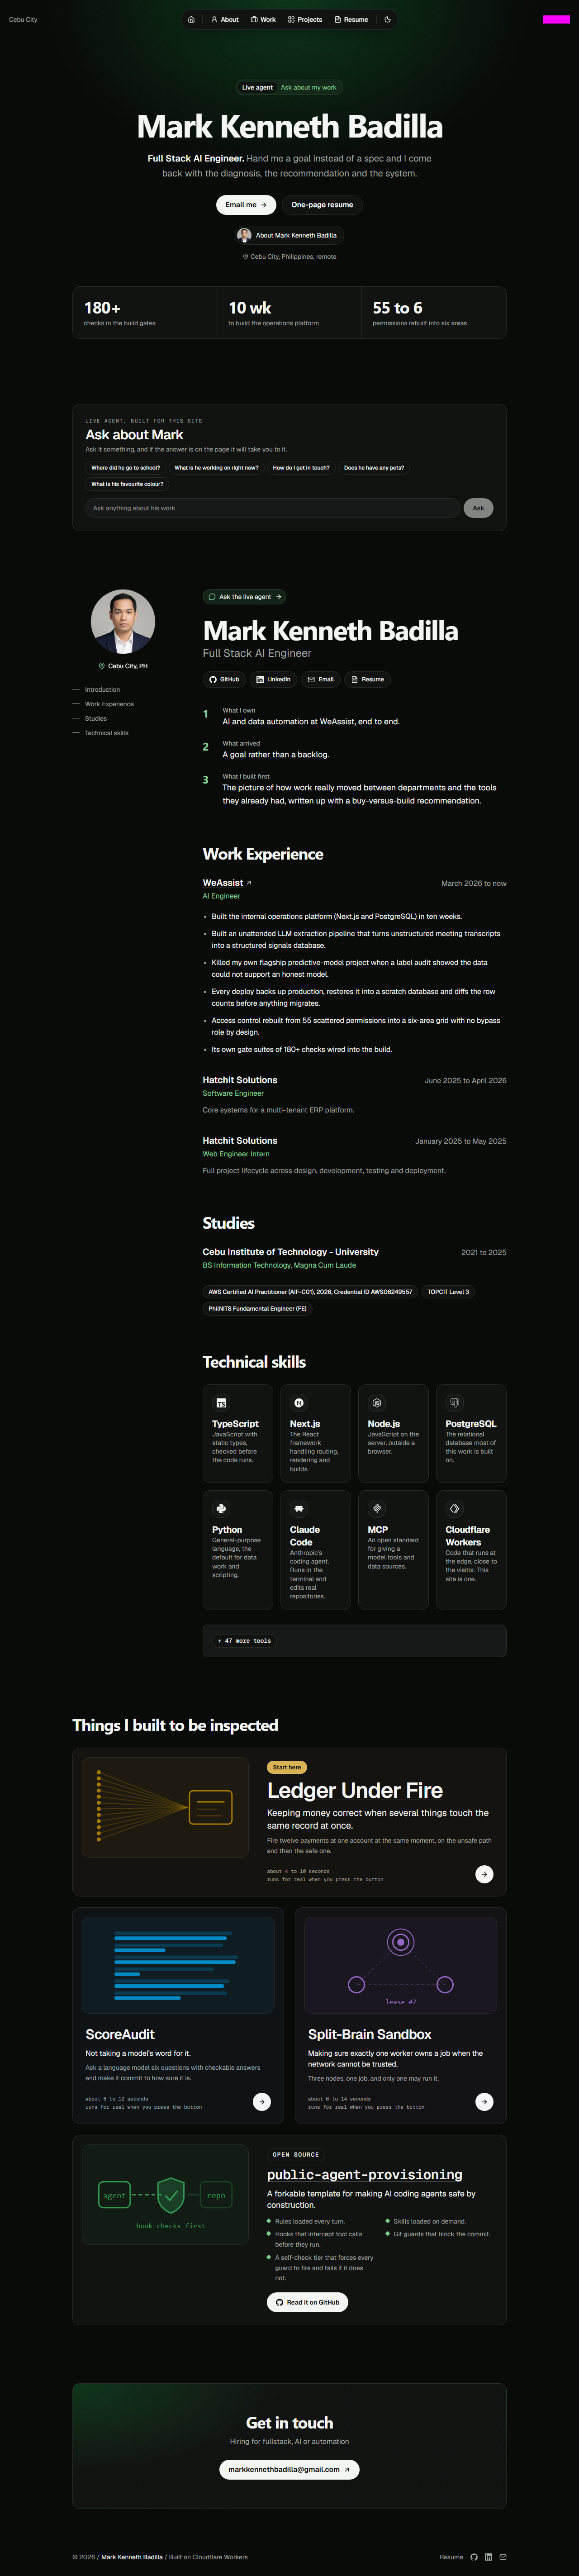 Cebu City
About
Work
Projects
Resume
Live agent
Ask about my work
Mark Kenneth Badilla
Full Stack AI Engineer. Hand me a goal instead of a spec and I come
back with the diagnosis, the recommendation and the system.
Email me
One-page resume
About Mark Kenneth Badilla
Cebu City, Philippines, remote
180+
checks in the build gates
10 wk
to build the operations platform
55 to 6
permissions rebuilt into six areas
LIVE AGENT, BUILT FOR THIS SITE
Ask about Mark
Ask it something, and if the answer is on the page it will take you to it.
Where did he go to school?
What is he working on right now?
How do I get in touch?
Does he have any pets?
What is his favourite colour?
Ask anything about his work
Ask
Cebu City, PH
Introduction
Work Experience
Studies
Technical skills
Ask the live agent
Mark Kenneth Badilla
Full Stack AI Engineer
GitHub
LinkedIn
Email
Resume
1
What I own
AI and data automation at WeAssist, end to end.
2
What arrived
A goal rather than a backlog.
3
What I built first
The picture of how work really moved between departments and the tools
they already had, written up with a buy-versus-build recommendation.
Work Experience
WeAssist
March 2026 to now
AI Engineer
Built the internal operations platform (Next.js and PostgreSQL) in ten weeks.
Built an unattended LLM extraction pipeline that turns unstructured meeting transcripts
into a structured signals database.
Killed my own flagship predictive-model project when a label audit showed the data
could not support an honest model.
Every deploy backs up production, restores it into a scratch database and diffs the row
counts before anything migrates.
Access control rebuilt from 55 scattered permissions into a six-area grid with no bypass
role by design.
Its own gate suites of 180+ checks wired into the build.
Hatchit Solutions
June 2025 to April 2026
Software Engineer
Core systems for a multi-tenant ERP platform.
Hatchit Solutions
January 2025 to May 2025
Web Engineer Intern
Full project lifecycle across design, development, testing and deployment.
Studies
Cebu Institute of Technology - University
2021 to 2025
BS Information Technology, Magna Cum Laude
AWS Certified AI Practitioner (AIF-C01), 2026, Credential ID AWS06249557
TOPCIT Level 3
PhilNITS Fundamental Engineer (FE)
Technical skills
TS
TypeScript
JavaScript with
static types,
checked before
the code runs.
Next.js
The React
framework
handling routing,
rendering and
builds.
Node.js
JavaScript on the
server, outside a
browser.
PostgreSQL
The relational
database most of
this work is built
on.
Python
General-purpose
language, the
default for data
work and
scripting.
Claude
Code
Anthropic's
coding agent.
Runs in the
terminal and
edits real
repositories.
MCP
An open standard
for giving a
model tools and
data sources.
Cloudflare
Workers
Code that runs at
the edge, close to
the visitor. This
site is one.
+ 47 more tools
Things I built to be inspected
Start here
Ledger Under Fire
Keeping money correct when several things touch the
same record at once.
Fire twelve payments at one account at the same moment, on the unsafe path
and then the safe one.
about 4 to 10 seconds
runs for real when you press the button
ScoreAudit
Not taking a model's word for it.
Ask a language model six questions with checkable answers
and make it commit to how sure it is.
about 5 to 12 seconds
runs for real when you press the button
lease #7
Split-Brain Sandbox
Making sure exactly one worker owns a job when the
network cannot be trusted.
Three nodes, one job, and only one may run it.
about 6 to 14 seconds
runs for real when you press the button
agent
repo
hook checks first
OPEN SOURCE
public-agent-provisioning
A forkable template for making AI coding agents safe by
construction.
Rules loaded every turn.
Skills loaded on demand.
Hooks that intercept tool calls
before they run.
Git guards that block the commit.
A self-check tier that forces every
guard to fire and fails if it does
not.
Read it on GitHub
Get in touch
Hiring for fullstack, AI or automation
markkennethbadilla@gmail.com
© 2026 / Mark Kenneth Badilla / Built on Cloudflare Workers
Resume